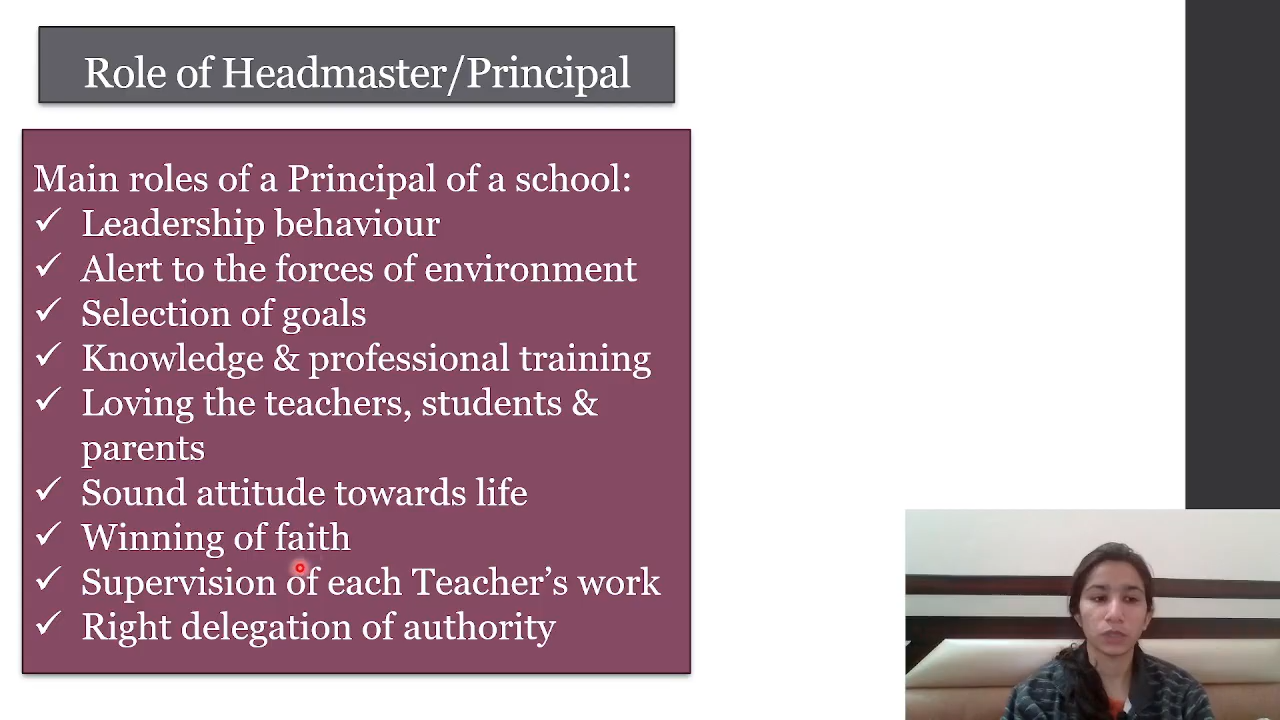 Role of Headmaster/Principal
Main roles of a Principal of a school:
✓ Leadership behaviour
✓ Alert to the forces of environment
✓ Selection of goals
✓ Knowledge & professional training
✓ Loving the teachers, students &
parents
✓ Sound attitude towards life
✓ Winning of faith
✓ Supervision of each Teacher’s work
✓ Right delegation of authority